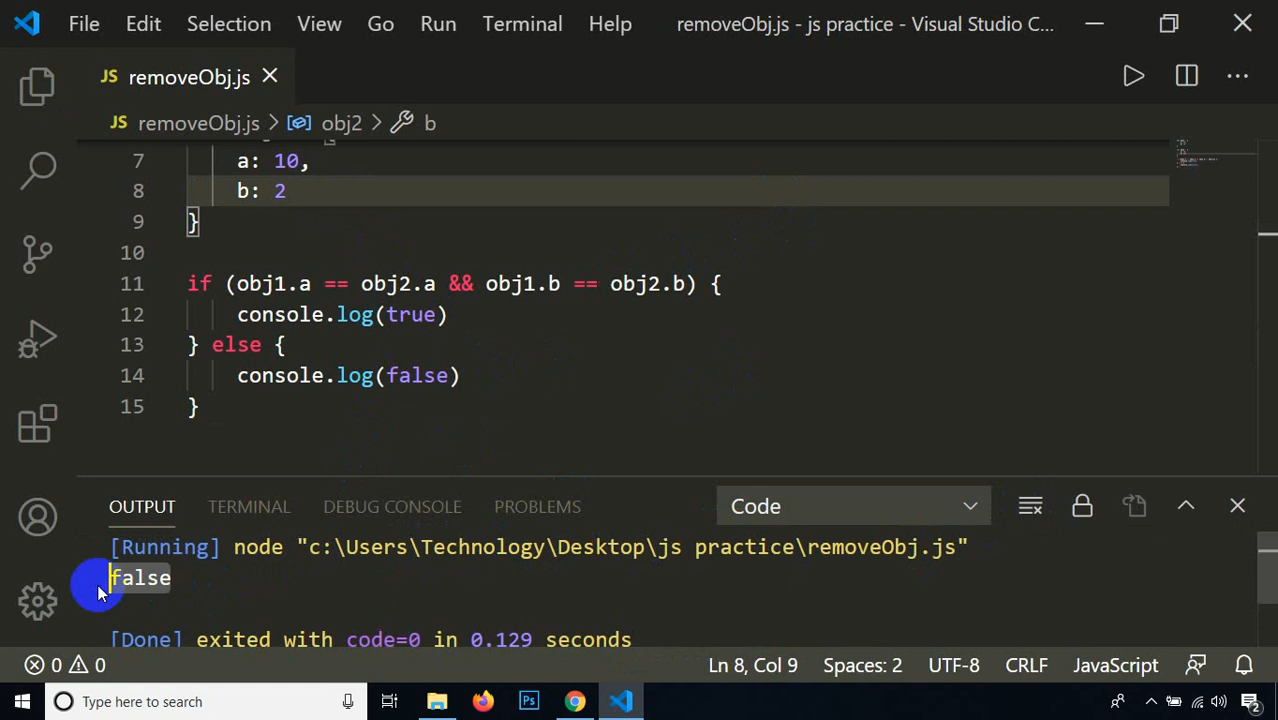 File Edit Selection View Go Run Terminal Help removeObj.js - js practice - Visual Studio C...
JS removeObj.js
JS removeObj.js > obj2 > b
7 a: 10,
8 b: 2
9 }
10
11 if (obj1.a == obj2.a && obj1.b == obj2.b) {
12 console.log(true)
13 } else {
14 console.log(false)
15 }
OUTPUT TERMINAL DEBUG CONSOLE PROBLEMS Code
[Running] node "c:\Users\Technology\Desktop\js practice\removeObj.js"
false
[Done] exited with code=0 in 0.129 seconds
0 0 Ln 8, Col 9 Spaces: 2 UTF-8 CRLF JavaScript
Type here to search Ps 2